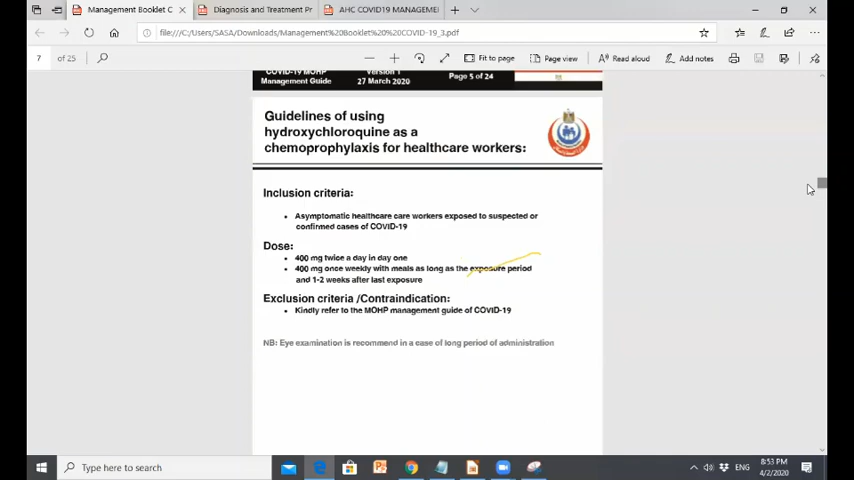 Management Booklet C
Diagnosis and Treatment Pr
AHC COVID19 MANAGEME
file:///C:/Users/SASA/Downloads/Management%20Booklet%20%20COVID-19_3.pdf
7 of 25
Fit to page
Page view
Read aloud
Add notes
COVID-19 MOHP
Management Guide
Version 1
27 March 2020
Page 5 of 24
Guidelines of using
hydroxychloroquine as a
chemoprophylaxis for healthcare workers:
Inclusion criteria:
• Asymptomatic healthcare care workers exposed to suspected or
confirmed cases of COVID-19
Dose:
• 400 mg twice a day in day one
• 400 mg once weekly with meals as long as the exposure period
and 1-2 weeks after last exposure
Exclusion criteria /Contraindication:
• Kindly refer to the MOHP management guide of COVID-19
NB: Eye examination is recommend in a case of long period of administration
Type here to search
ENG
8:53 PM
4/2/2020